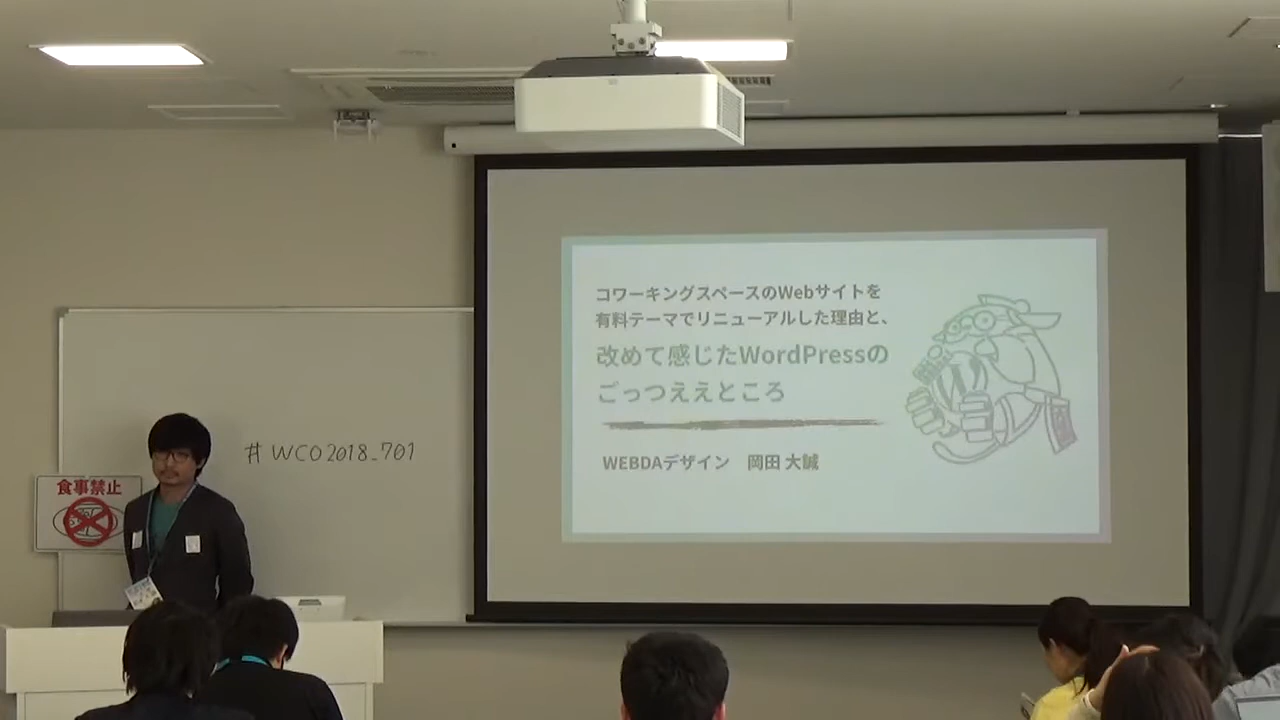 コワーキングスペースのWebサイトを
有料テーマでリニューアルした理由と、
改めて感じたWordPressの
ごっつええところ
WEBDAデザイン 岡田 大誠
#WCO2018_701
食事禁止